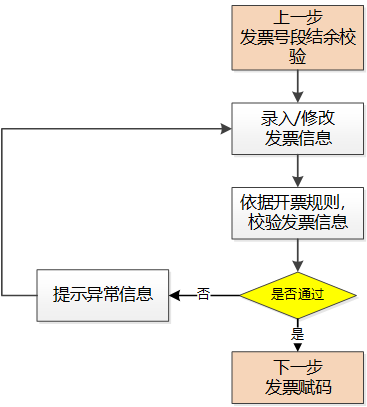 上一步
发票号段结余校
验
录入/修改
发票信息
依据开票规则，
校验发票信息
是否通过
否
提示异常信息
是
下一步
发票赋码